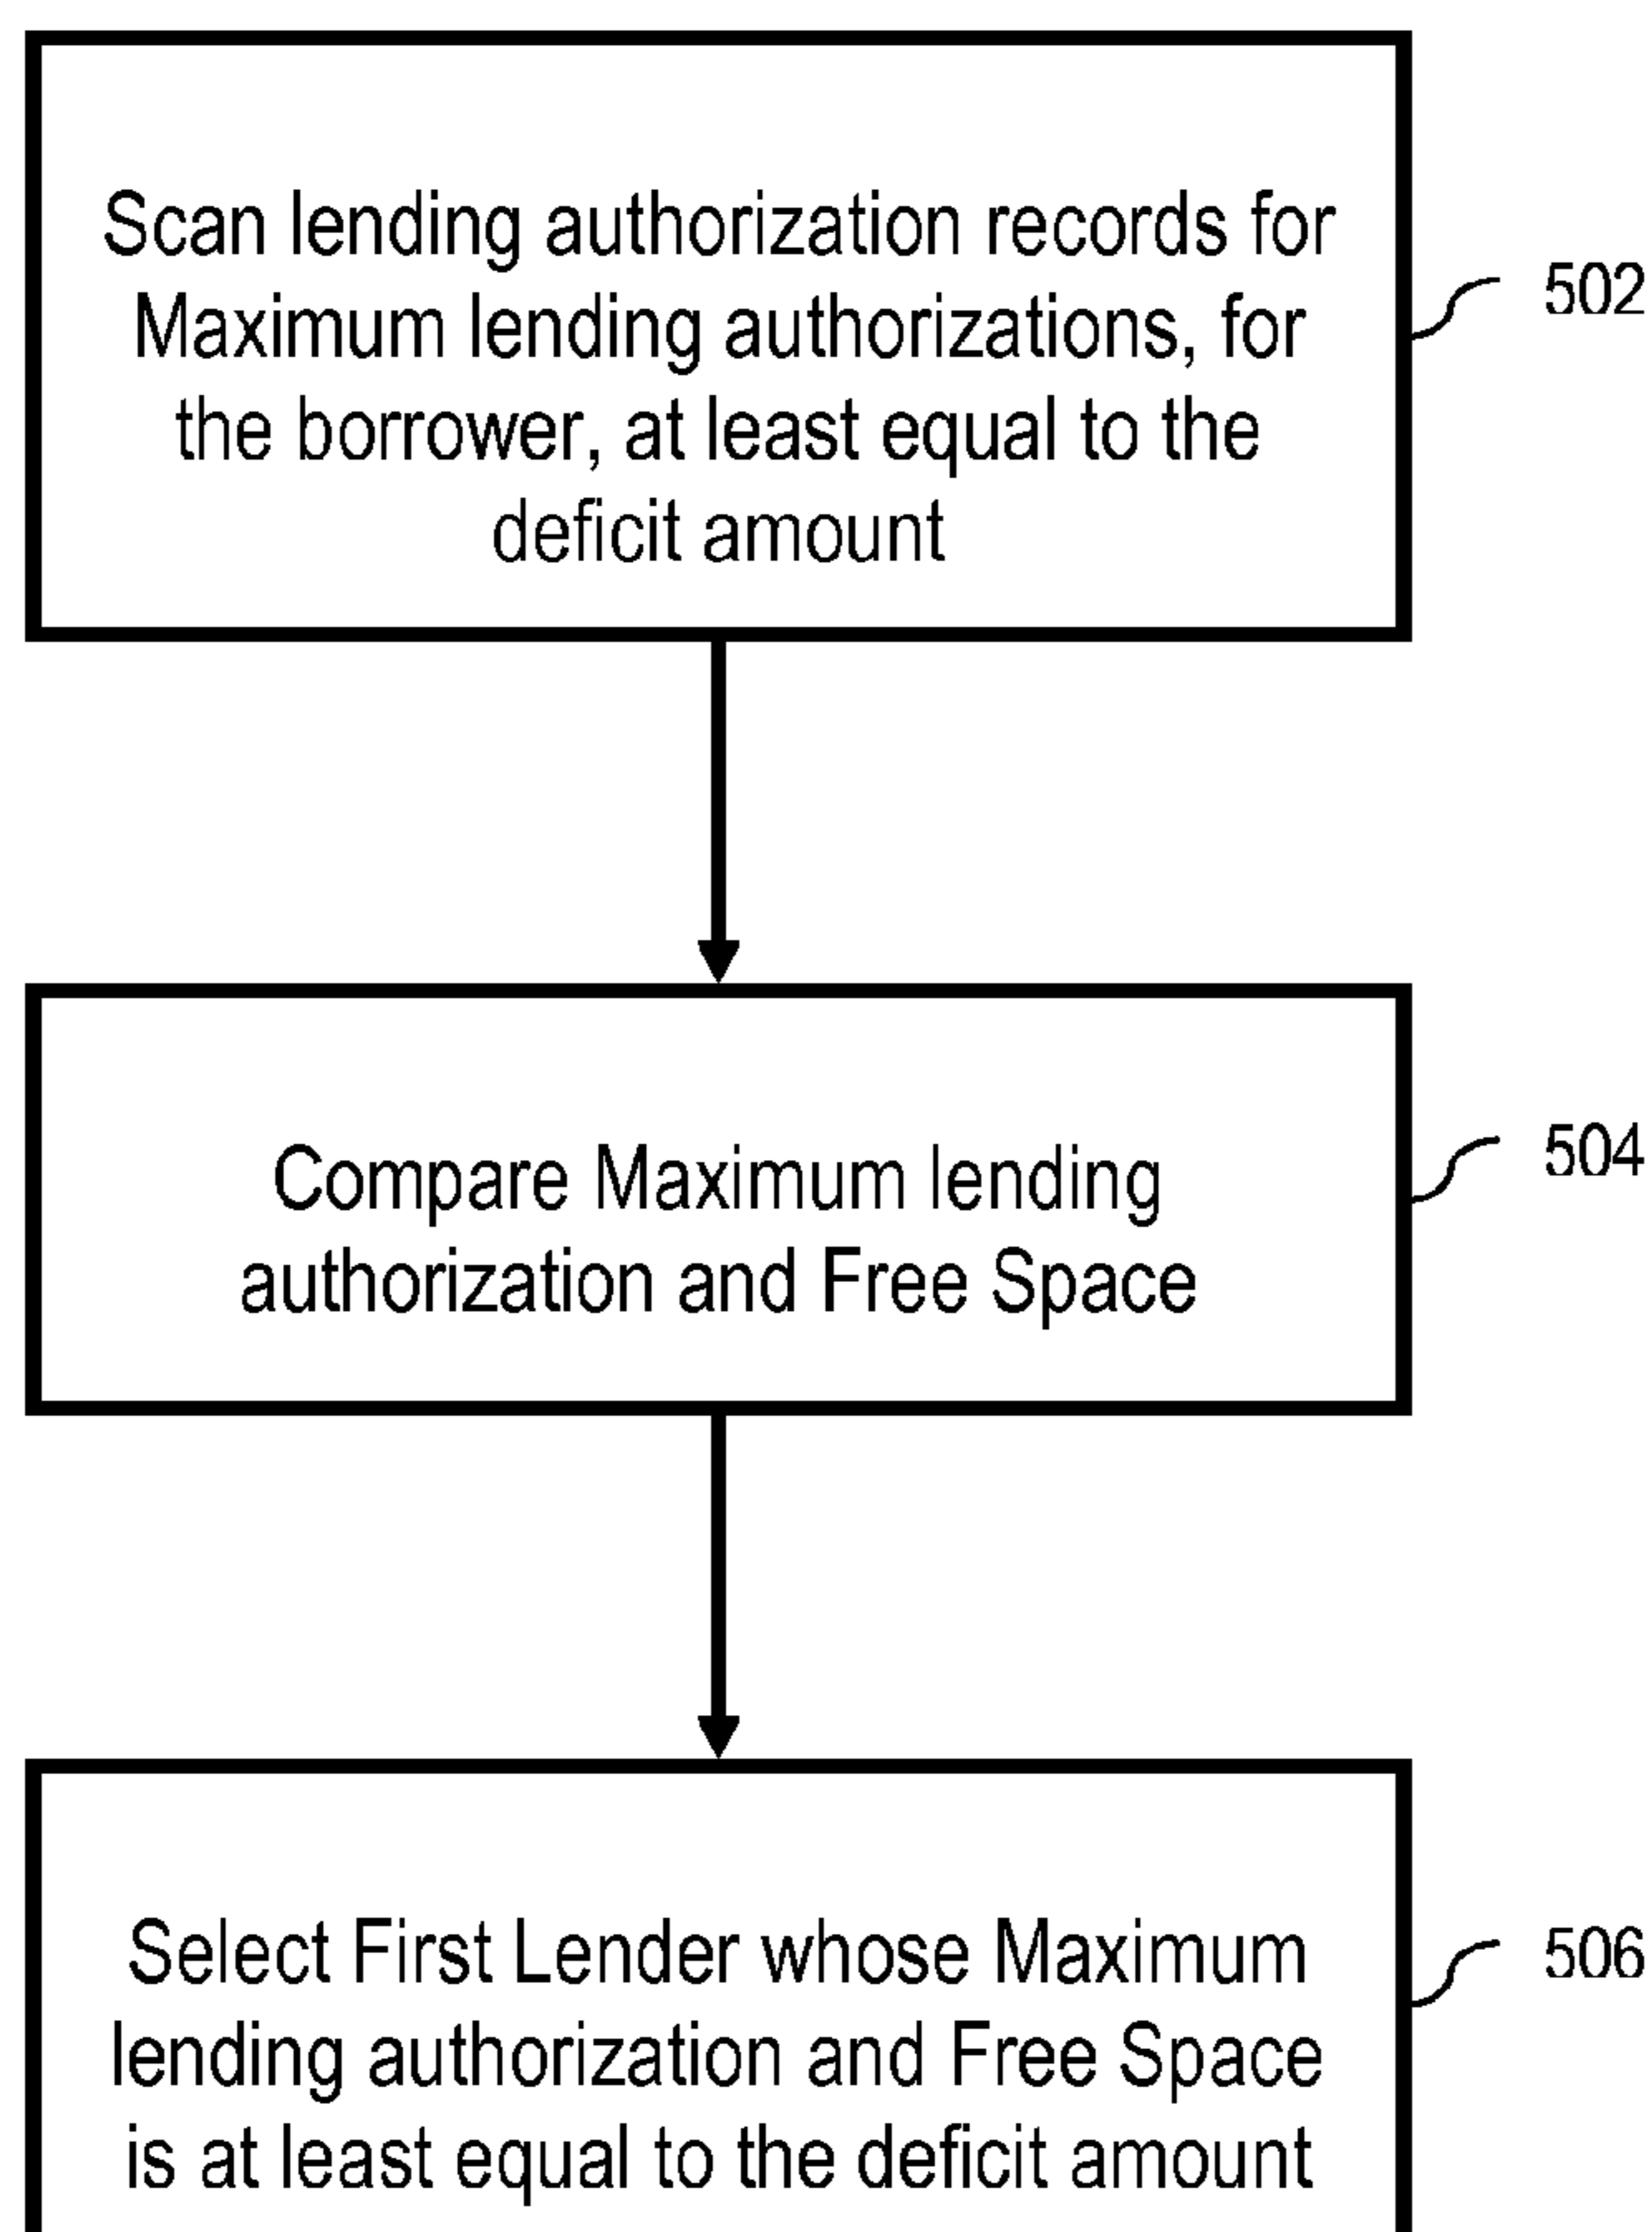 Scan lending authorization records for
Maximum lending authorizations, for
the borrower, at least equal to the
deficit amount
502
Compare Maximum lending
authorization and Free Space
504
Select First Lender whose Maximum
lending authorization and Free Space
is at least equal to the deficit amount
506